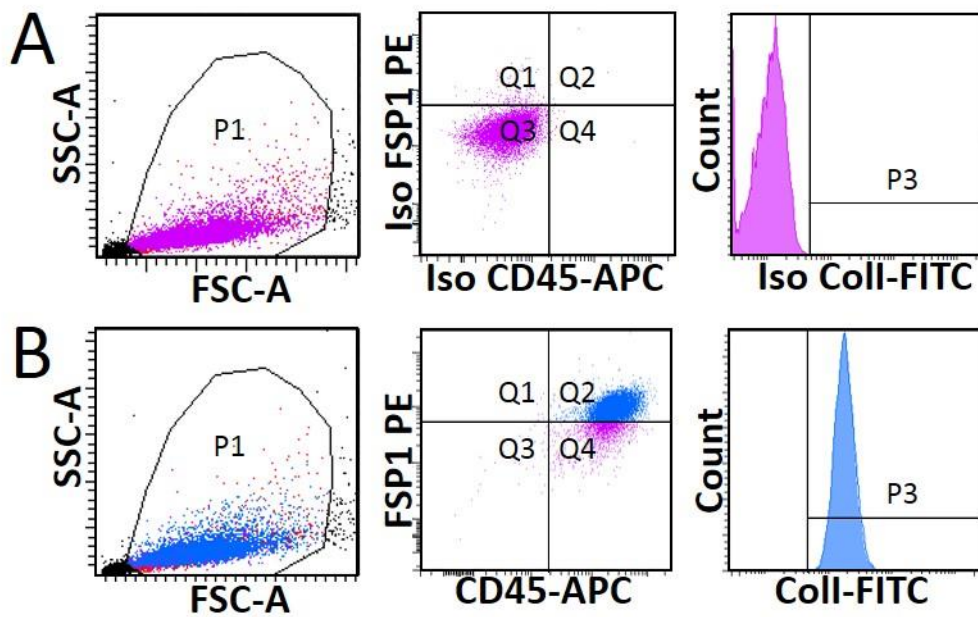 A
SSC-A
P1
FSC-A
Iso FSP1 PE
Q1 Q2
Q3 Q4
Iso CD45-APC
Count
P3
Iso ColI-FITC
B
SSC-A
P1
FSC-A
FSP1 PE
Q1 Q2
Q3 Q4
CD45-APC
Count
P3
ColI-FITC